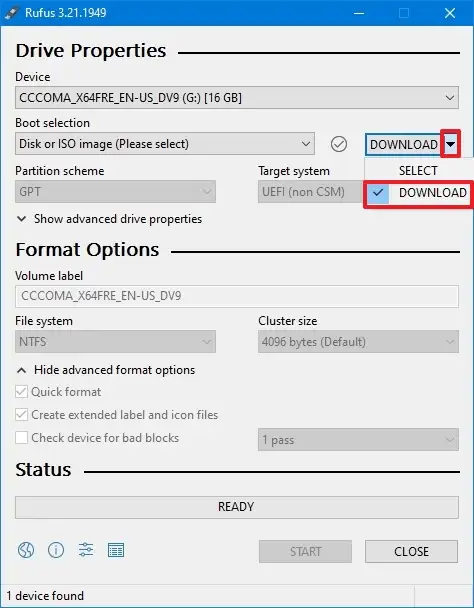 Rufus 3.21.1949
Drive Properties
Device
CCCOMA_X64FRE_EN-US_DV9 (G:) [16 GB]
Boot selection
Disk or ISO image (Please select)
DOWNLOAD
SELECT
DOWNLOAD
Partition scheme
Target system
GPT
UEFI (non CSM)
Show advanced drive properties
Format Options
Volume label
CCCOMA_X64FRE_EN-US_DV9
File system
Cluster size
NTFS
4096 bytes (Default)
Hide advanced format options
Quick format
Create extended label and icon files
Check device for bad blocks
1 pass
Status
READY
START
CLOSE
1 device found